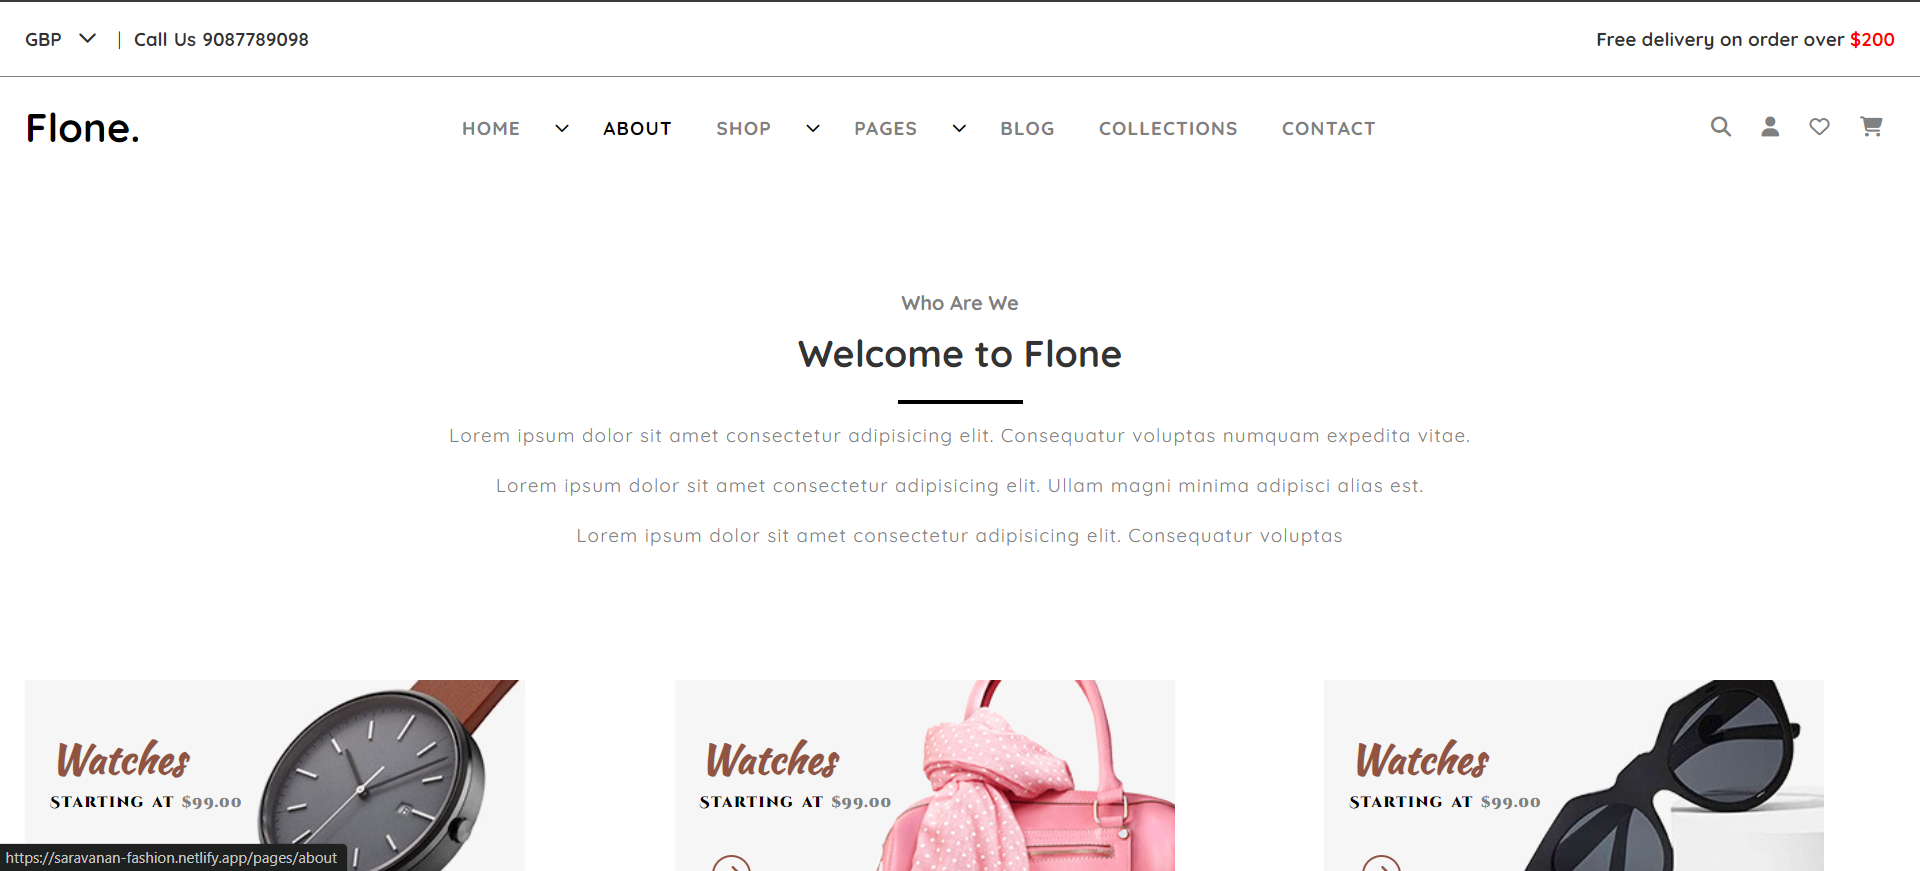 GBP | Call Us 9087789098
Free delivery on order over $200
Flone.
HOME ABOUT SHOP PAGES BLOG COLLECTIONS CONTACT
Who Are We
Welcome to Flone
Lorem ipsum dolor sit amet consectetur adipisicing elit. Consequatur voluptas numquam expedita vitae.
Lorem ipsum dolor sit amet consectetur adipisicing elit. Ullam magni minima adipisci alias est.
Lorem ipsum dolor sit amet consectetur adipisicing elit. Consequatur voluptas
Watches
STARTING AT $99.00
Watches
STARTING AT $99.00
Watches
STARTING AT $99.00
https://saravanan-fashion.netlify.app/pages/about